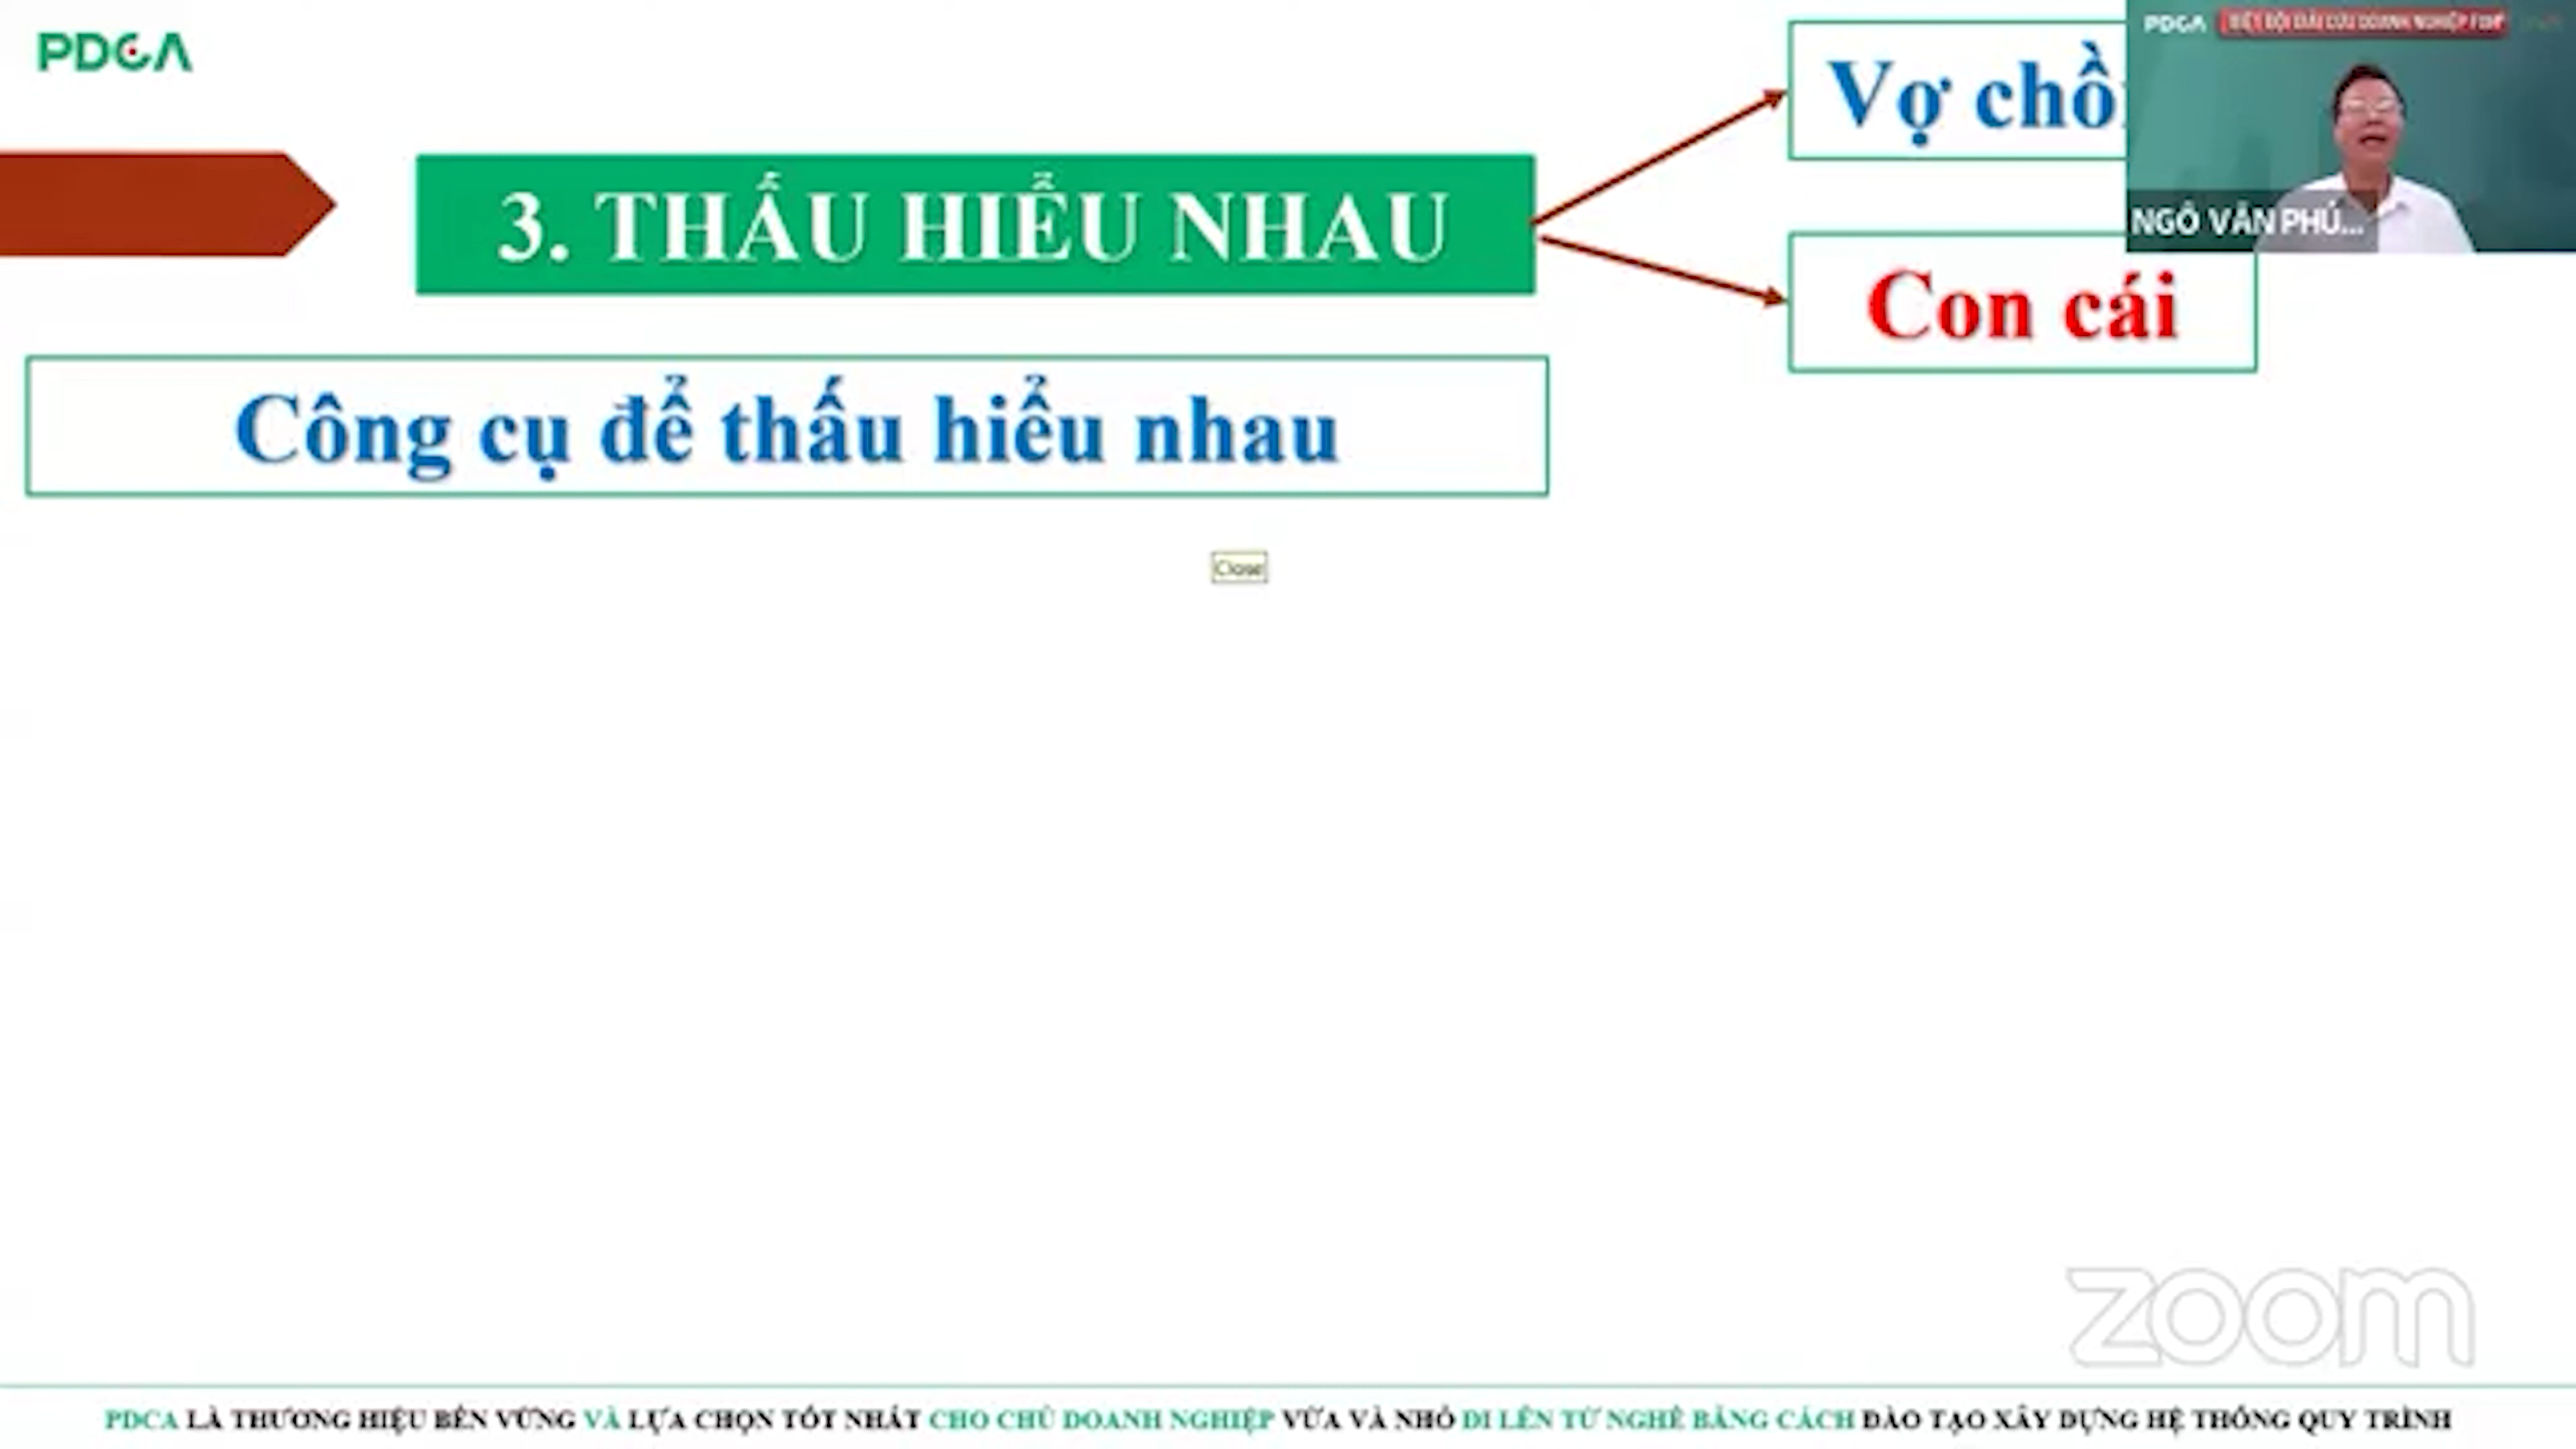 PDCA
Vợ chồ
PDCA
NGÔ VĂN PHÚ...
3. THẤU HIỂU NHAU
Con cái
Công cụ để thấu hiểu nhau
Close
zoom
PDCA LÀ THƯƠNG HIỆU BỀN VỮNG VÀ LỰA CHỌN TỐT NHẤT CHO CHỦ DOANH NGHIỆP VỪA VÀ NHỎ ĐI LÊN TỪ NGHỀ BẰNG CÁCH ĐÀO TẠO XÂY DỰNG HỆ THỐNG QUY TRÌNH